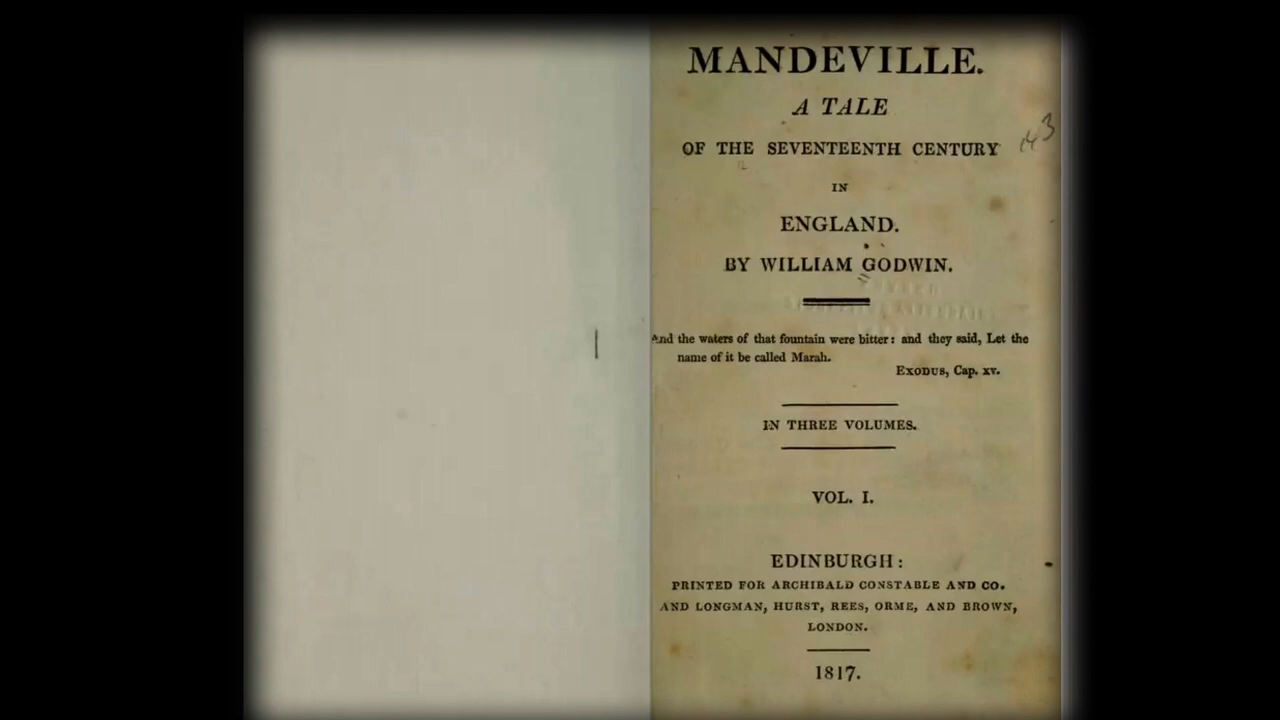 MANDEVILLE.
A TALE
OF THE SEVENTEENTH CENTURY
IN
ENGLAND.
BY WILLIAM GODWIN.
And the waters of that fountain were bitter: and they said, Let the
name of it be called Marah.
EXODUS, Cap. XV.
IN THREE VOLUMES.
VOL. I.
EDINBURGH:
PRINTED FOR ARCHIBALD CONSTABLE AND CO.
AND LONGMAN, HURST, REES, ORME, AND BROWN,
LONDON.
1817.